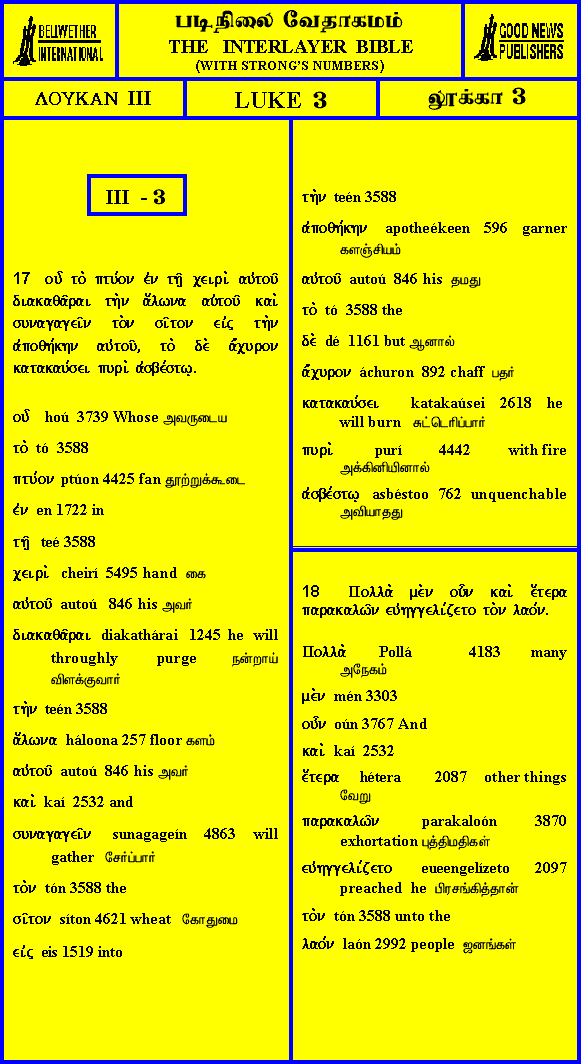 BELLWETHER
INTERNATIONAL
படிநிலை வேதாகமம்
THE INTERLAYER BIBLE
(WITH STRONG'S NUMBERS)
GOOD NEWS
PUBLISHERS
ΛΟΥΚΑΝ III
LUKE 3
லூக்கா 3
III - 3
17 οὗ τὸ πτύον ἐν τῇ χειρὶ αὐτοῦ
διακαθᾶραι τὴν ἅλωνα αὐτοῦ καὶ
συναγαγεῖν τὸν σῖτον εἰς τὴν
ἀποθήκην αὐτοῦ, τὸ δὲ ἄχυρον
κατακαύσει πυρὶ ἀσβέστῳ.
οὗ hoú 3739 Whose அவருடைய
τὸ tó 3588
πτύον ptúon 4425 fan தூற்றுக்கூடை
ἐν en 1722 in
τῇ teé 3588
χειρὶ cheirí 5495 hand கை
αὐτοῦ autoú 846 his அவர்
διακαθᾶραι diakathárai 1245 he will
throughly purge நன்றாய்
விளக்குவார்
τὴν teén 3588
ἅλωνα háloona 257 floor களம்
αὐτοῦ autoú 846 his அவர்
καὶ kaí 2532 and
συναγαγεῖν sunagageín 4863 will
gather சேர்ப்பார்
τὸν tón 3588 the
σῖτον síton 4621 wheat கோதுமை
εἰς eis 1519 into
τὴν teén 3588
ἀποθήκην apotheékeen 596 garner
களஞ்சியம்
αὐτοῦ autoú 846 his தமது
τὸ tó 3588 the
δὲ dé 1161 but ஆனால்
ἄχυρον áchuron 892 chaff பதர்
κατακαύσει katakaúsei 2618 he
will burn சுட்டெரிப்பார்
πυρὶ purí 4442 with fire
அக்கினியினால்
ἀσβέστῳ asbéstoo 762 unquenchable
அவியாதது
18 Πολλὰ μὲν οὖν καὶ ἕτερα
παρακαλῶν εὐηγγελίζετο τὸν λαόν.
Πολλὰ Pollá 4183 many
அநேகம்
μὲν mén 3303
οὖν oún 3767 And
καὶ kaí 2532
ἕτερα hétera 2087 other things
வேறு
παρακαλῶν parakaloón 3870
exhortation புத்திமதிகள்
εὐηγγελίζετο eueengelízeto 2097
preached he பிரசங்கித்தான்
τὸν tón 3588 unto the
λαόν laón 2992 people ஜனங்கள்